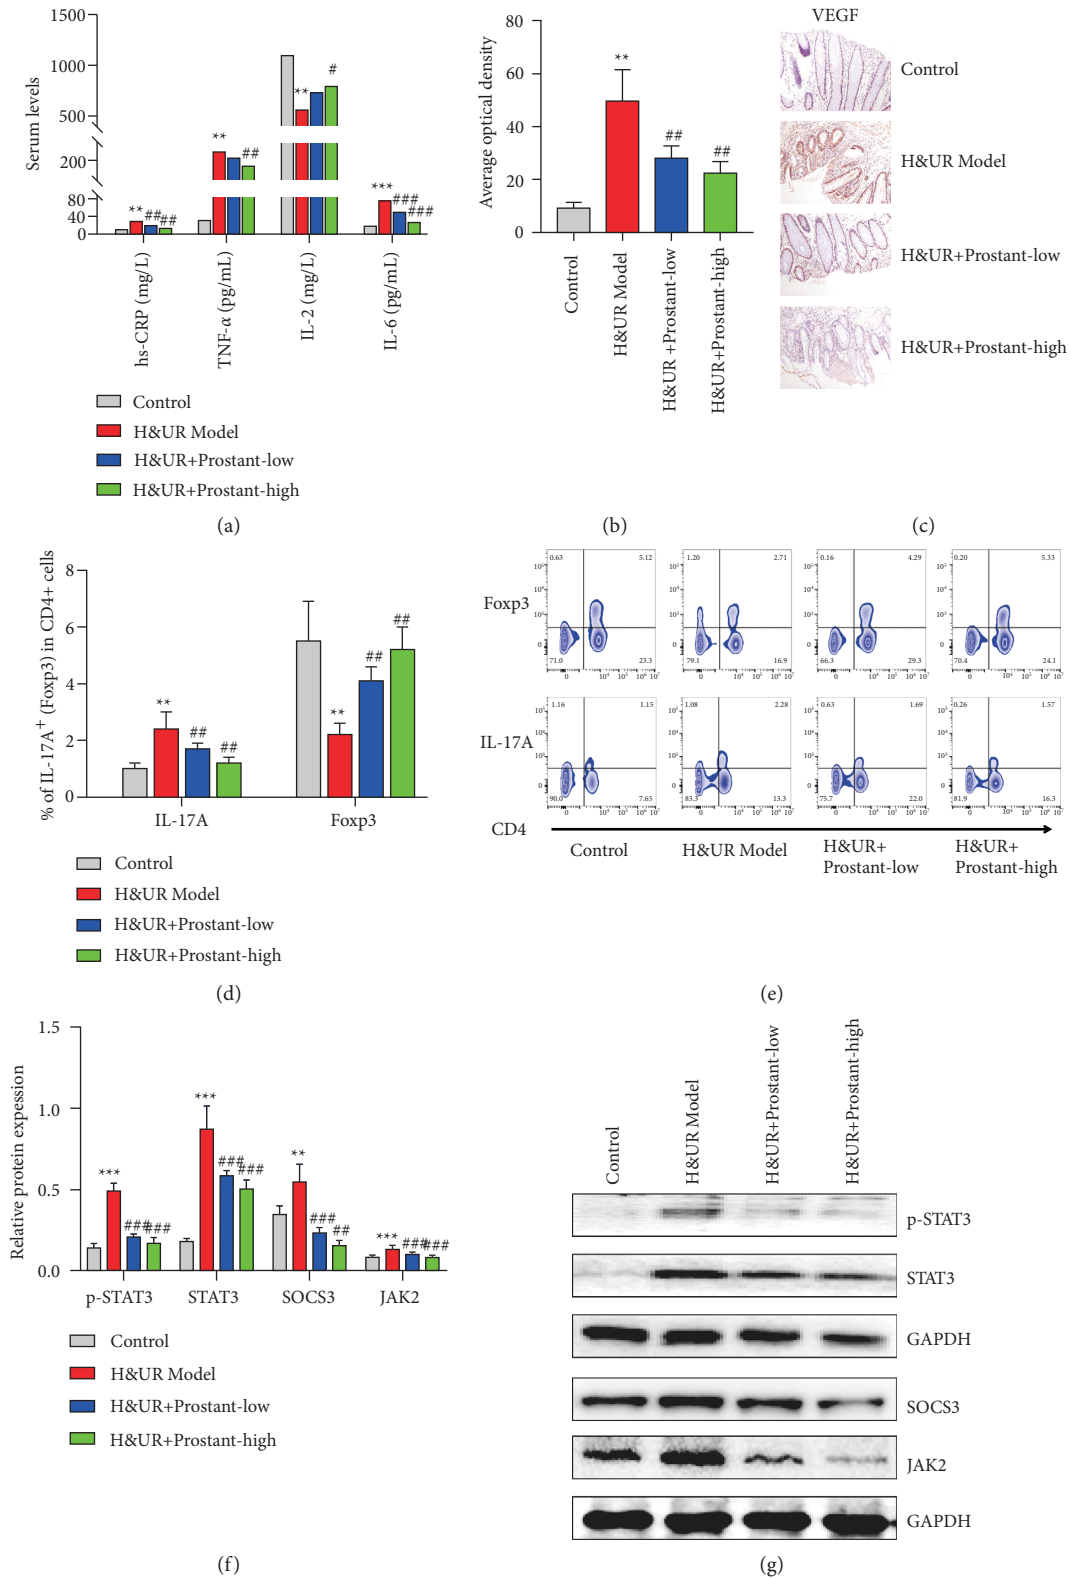 1500
1000
500
200
80
40
0
Serum levels
**
##
##
**
##
**
#
***
###
###
hs-CRP (mg/L)
TNF-α (pg/mL)
IL-2 (mg/L)
IL-6 (pg/mL)
Control
H&UR Model
H&UR+Prostant-low
H&UR+Prostant-high
(a)
80
60
40
20
0
Average optical density
**
##
##
Control
H&UR Model
H&UR +Prostant-low
H&UR+Prostant-high
(b)
VEGF
Control
H&UR Model
H&UR+Prostant-low
H&UR+Prostant-high
(c)
8
6
4
2
0
% of IL-17A+ (Foxp3) in CD4+ cells
**
##
##
**
##
##
IL-17A
Foxp3
Control
H&UR Model
H&UR+Prostant-low
H&UR+Prostant-high
(d)
Foxp3
0.63 5.12
71.0 23.3
1.20 2.71
79.1 16.9
0.16 4.29
66.3 29.3
0.20 5.33
70.4 24.1
IL-17A
1.16 1.15
90.0 7.65
1.08 2.28
83.3 13.3
0.63 1.69
75.7 22.0
0.26 1.57
81.9 16.3
CD4
Control
H&UR Model
H&UR+
Prostant-low
H&UR+
Prostant-high
(e)
1.5
1.0
0.5
0.0
Relative protein expession
***
###
###
***
###
###
**
###
##
***
###
###
p-STAT3
STAT3
SOCS3
JAK2
Control
H&UR Model
H&UR+Prostant-low
H&UR+Prostant-high
(f)
Control
H&UR Model
H&UR+Prostant-low
H&UR+Prostant-high
p-STAT3
STAT3
GAPDH
SOCS3
JAK2
GAPDH
(g)